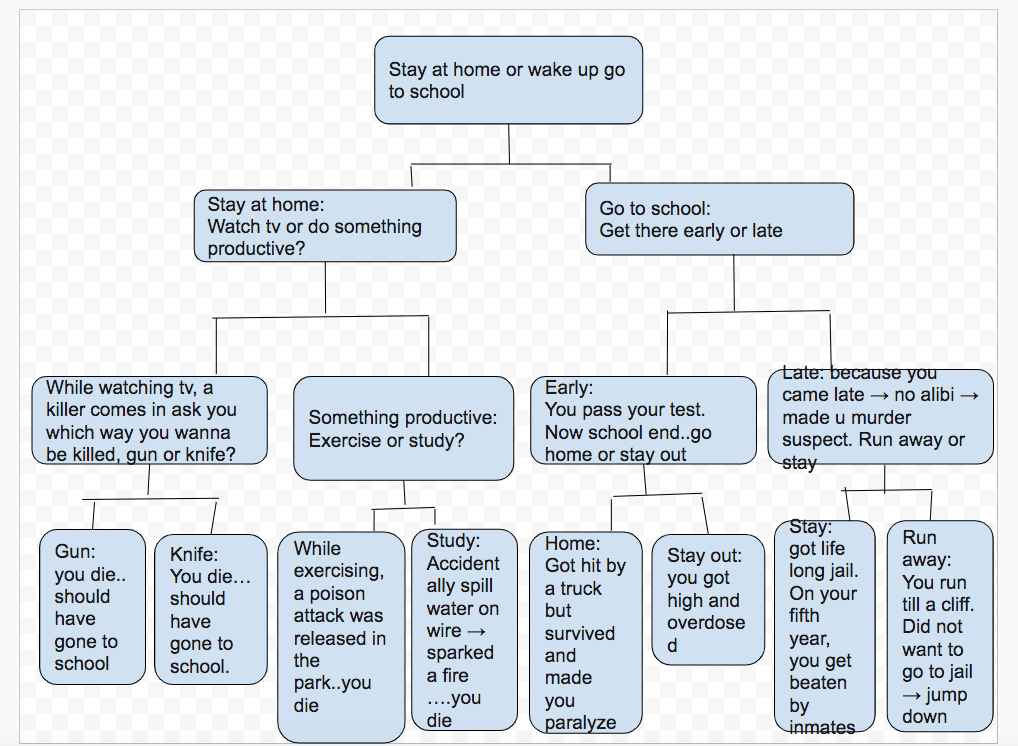 Stay at home or wake up go
to school
Stay at home:
Watch tv or do something
productive?
Go to school:
Get there early or late
While watching tv, a
killer comes in ask you
which way you wanna
be killed, gun or knife?
Something productive:
Exercise or study?
Early:
You pass your test.
Now school end..go
home or stay out
Late: because you
came late → no alibi →
made u murder
suspect. Run away or
stay
Gun:
you die..
should
have
gone to
school
Knife:
You die…
should
have
gone to
school.
While
exercising,
a poison
attack was
released in
the
park..you
die
Study:
Accident
ally spill
water on
wire →
sparked
a fire
….you
die
Home:
Got hit by
a truck
but
survived
and
made
you
paralyze
Stay out:
you got
high and
overdose
d
Stay:
got life
long jail.
On your
fifth
year,
you get
beaten
by
inmates
Run
away:
You run
till a cliff.
Did not
want to
go to jail
→ jump
down